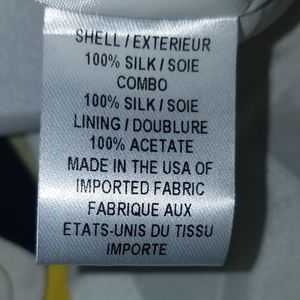 SHELL / EXTERIEUR
100% SILK / SOIE
COMBO
100% SILK / SOIE
LINING / DOUBLURE
100% ACETATE
MADE IN THE USA OF
IMPORTED FABRIC
FABRIQUE AUX
ETATS-UNIS DU TISSU
IMPORTE